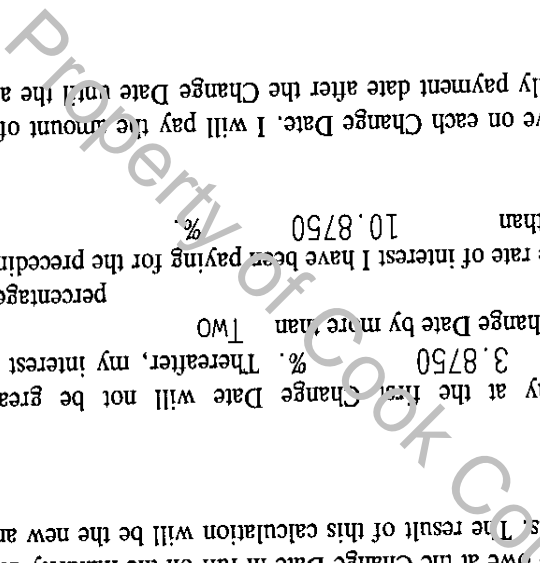 owe at the Change Date in full on the
s. The result of this calculation will be the new
at the first Change Date will not be grea
3.8750 %. Thereafter, my interest
hange Date by more than TWO
percentage
rate of interest I have been paying for the precedin
than 10.8750 %.
ve on each Change Date. I will pay the amount of
ly payment date after the Change Date until the a
Property of Cook Co